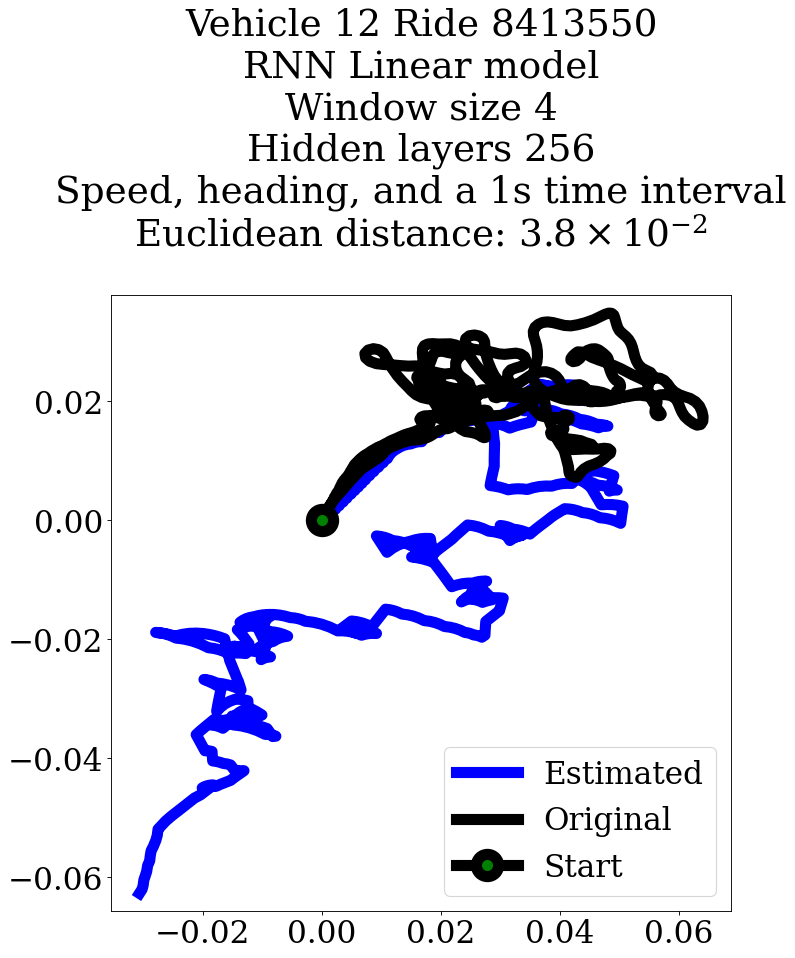 Vehicle 12 Ride 8413550
RNN Linear model
Window size 4
Hidden layers 256
Speed, heading, and a 1s time interval
Euclidean distance: 3.8 × 10⁻²
0.02
0.00
−0.02
−0.04
−0.06
Estimated
Original
Start
−0.02 0.00 0.02 0.04 0.06